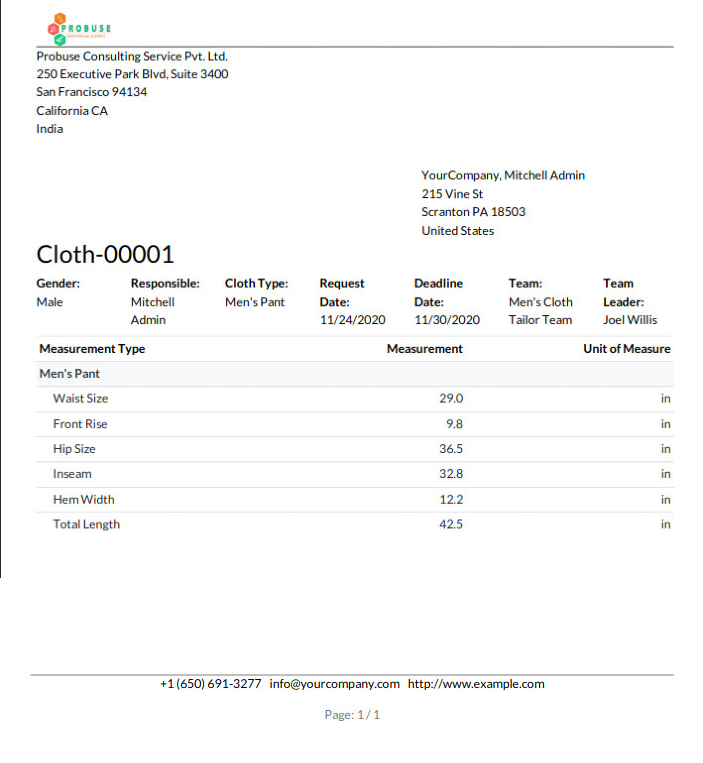 PROBUSE
Probuse Consulting Service Pvt. Ltd.
250 Executive Park Blvd, Suite 3400
San Francisco 94134
California CA
India
YourCompany, Mitchell Admin
215 Vine St
Scranton PA 18503
United States
Cloth-00001
Gender: Responsible: Cloth Type: Request Deadline Team: Team
Male Mitchell Men's Pant Date: Date: Men's Cloth Leader:
Admin 11/24/2020 11/30/2020 Tailor Team Joel Willis
Measurement Type Measurement Unit of Measure
Men's Pant
Waist Size 29.0 in
Front Rise 9.8 in
Hip Size 36.5 in
Inseam 32.8 in
Hem Width 12.2 in
Total Length 42.5 in
+1 (650) 691-3277 info@yourcompany.com http://www.example.com
Page: 1 / 1